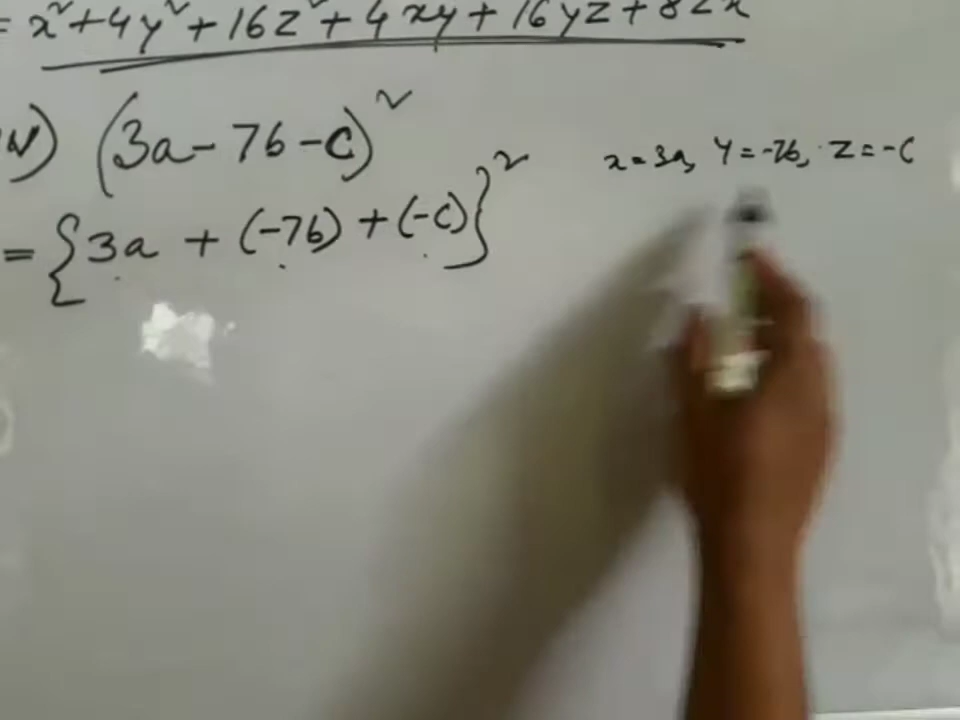 = x² + 4y² + 16z² + 4xy + 16yz + 8zx
iv) (3a - 7b - c)²
x = 3a, y = -7b, z = -c
= {3a + (-7b) + (-c)}²